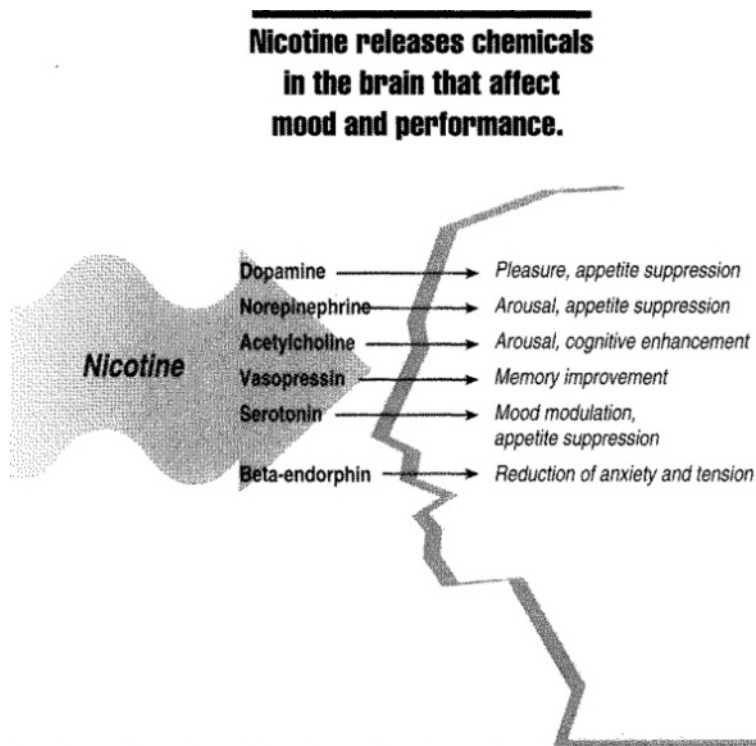 Nicotine releases chemicals
in the brain that affect
mood and performance.
Nicotine
Dopamine Pleasure, appetite suppression
Norepinephrine Arousal, appetite suppression
Acetylcholine Arousal, cognitive enhancement
Vasopressin Memory improvement
Serotonin Mood modulation,
appetite suppression
Beta-endorphin Reduction of anxiety and tension